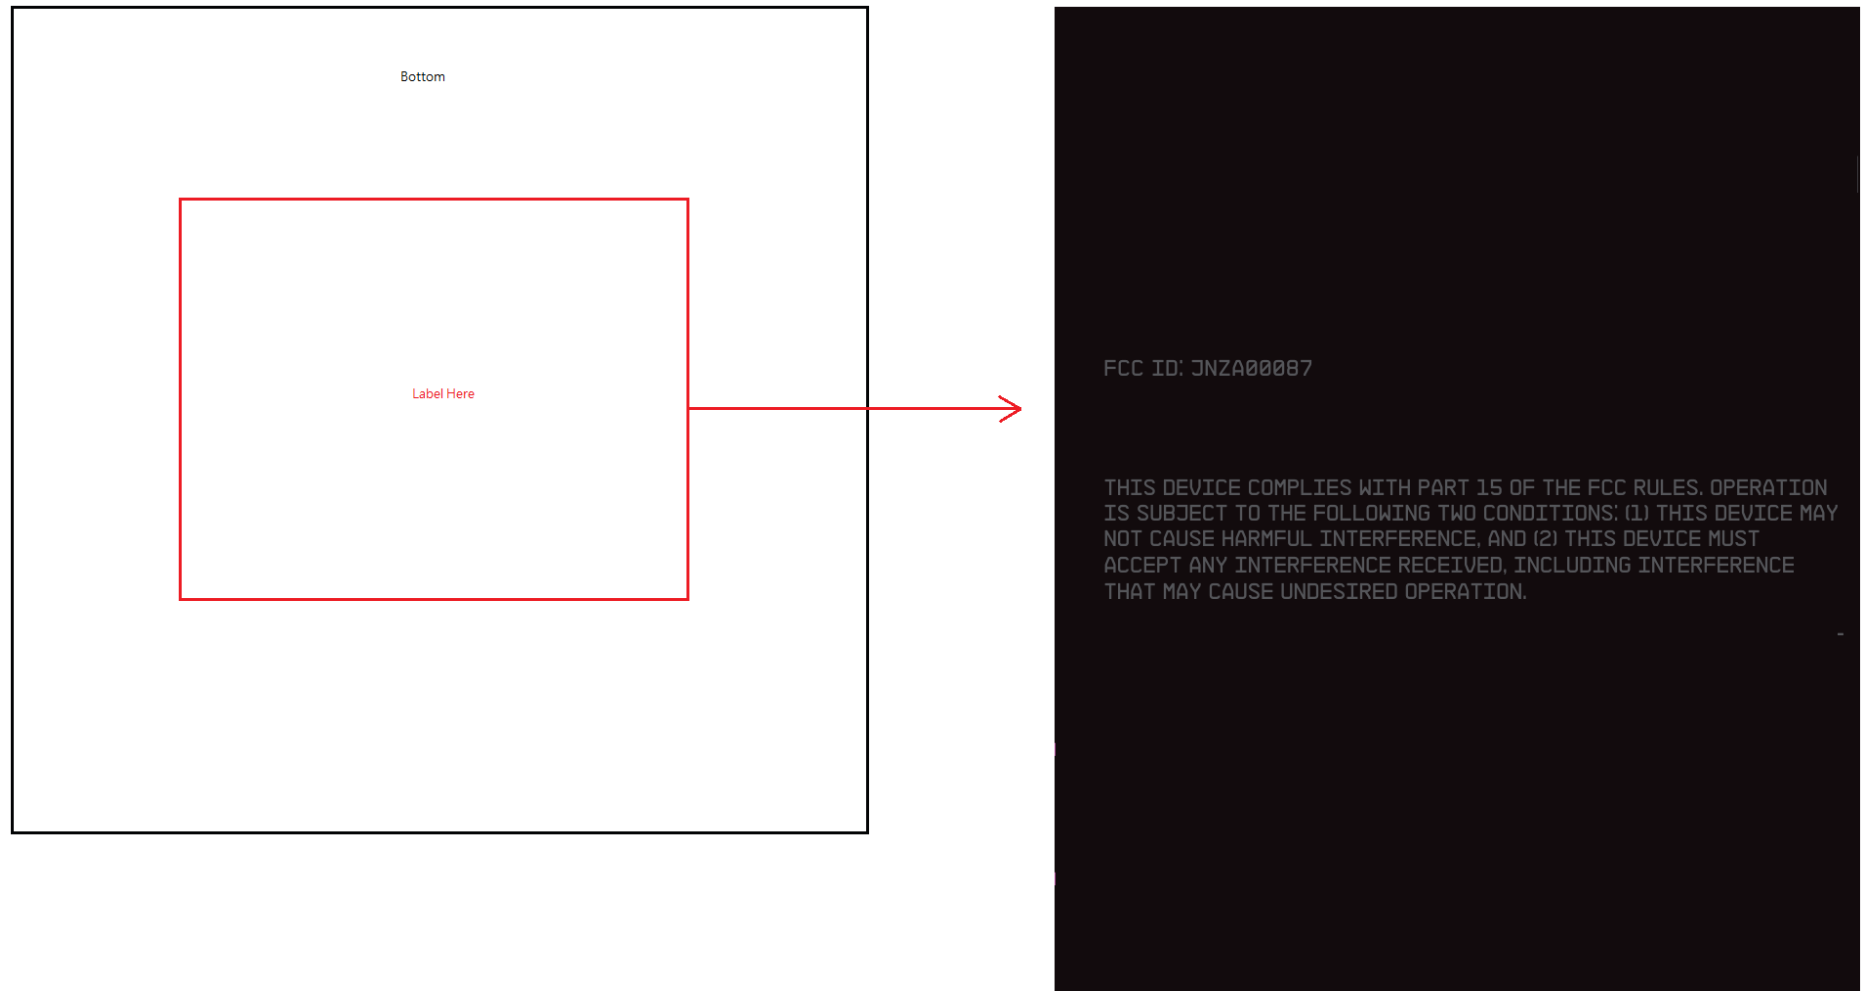 Bottom
Label Here
FCC ID: JNZA00087
THIS DEVICE COMPLIES WITH PART 15 OF THE FCC RULES. OPERATION
IS SUBJECT TO THE FOLLOWING TWO CONDITIONS: (1) THIS DEVICE MAY
NOT CAUSE HARMFUL INTERFERENCE, AND (2) THIS DEVICE MUST
ACCEPT ANY INTERFERENCE RECEIVED, INCLUDING INTERFERENCE
THAT MAY CAUSE UNDESIRED OPERATION.